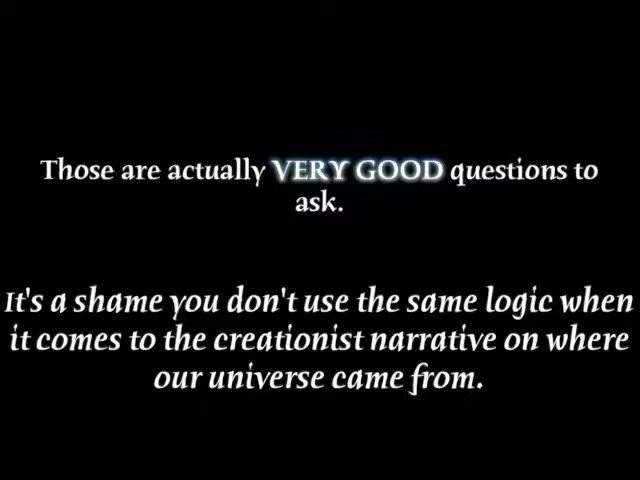 Those are actually VERY GOOD questions to
ask.
It's a shame you don't use the same logic when
it comes to the creationist narrative on where
our universe came from.